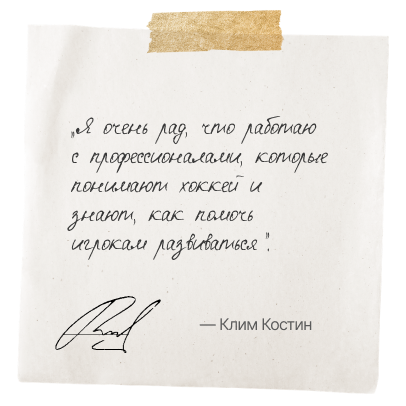 „Я очень рад, что работаю
с профессионалами, которые
понимают хоккей и
знают, как помочь
игрокам развиваться".
— Клим Костин